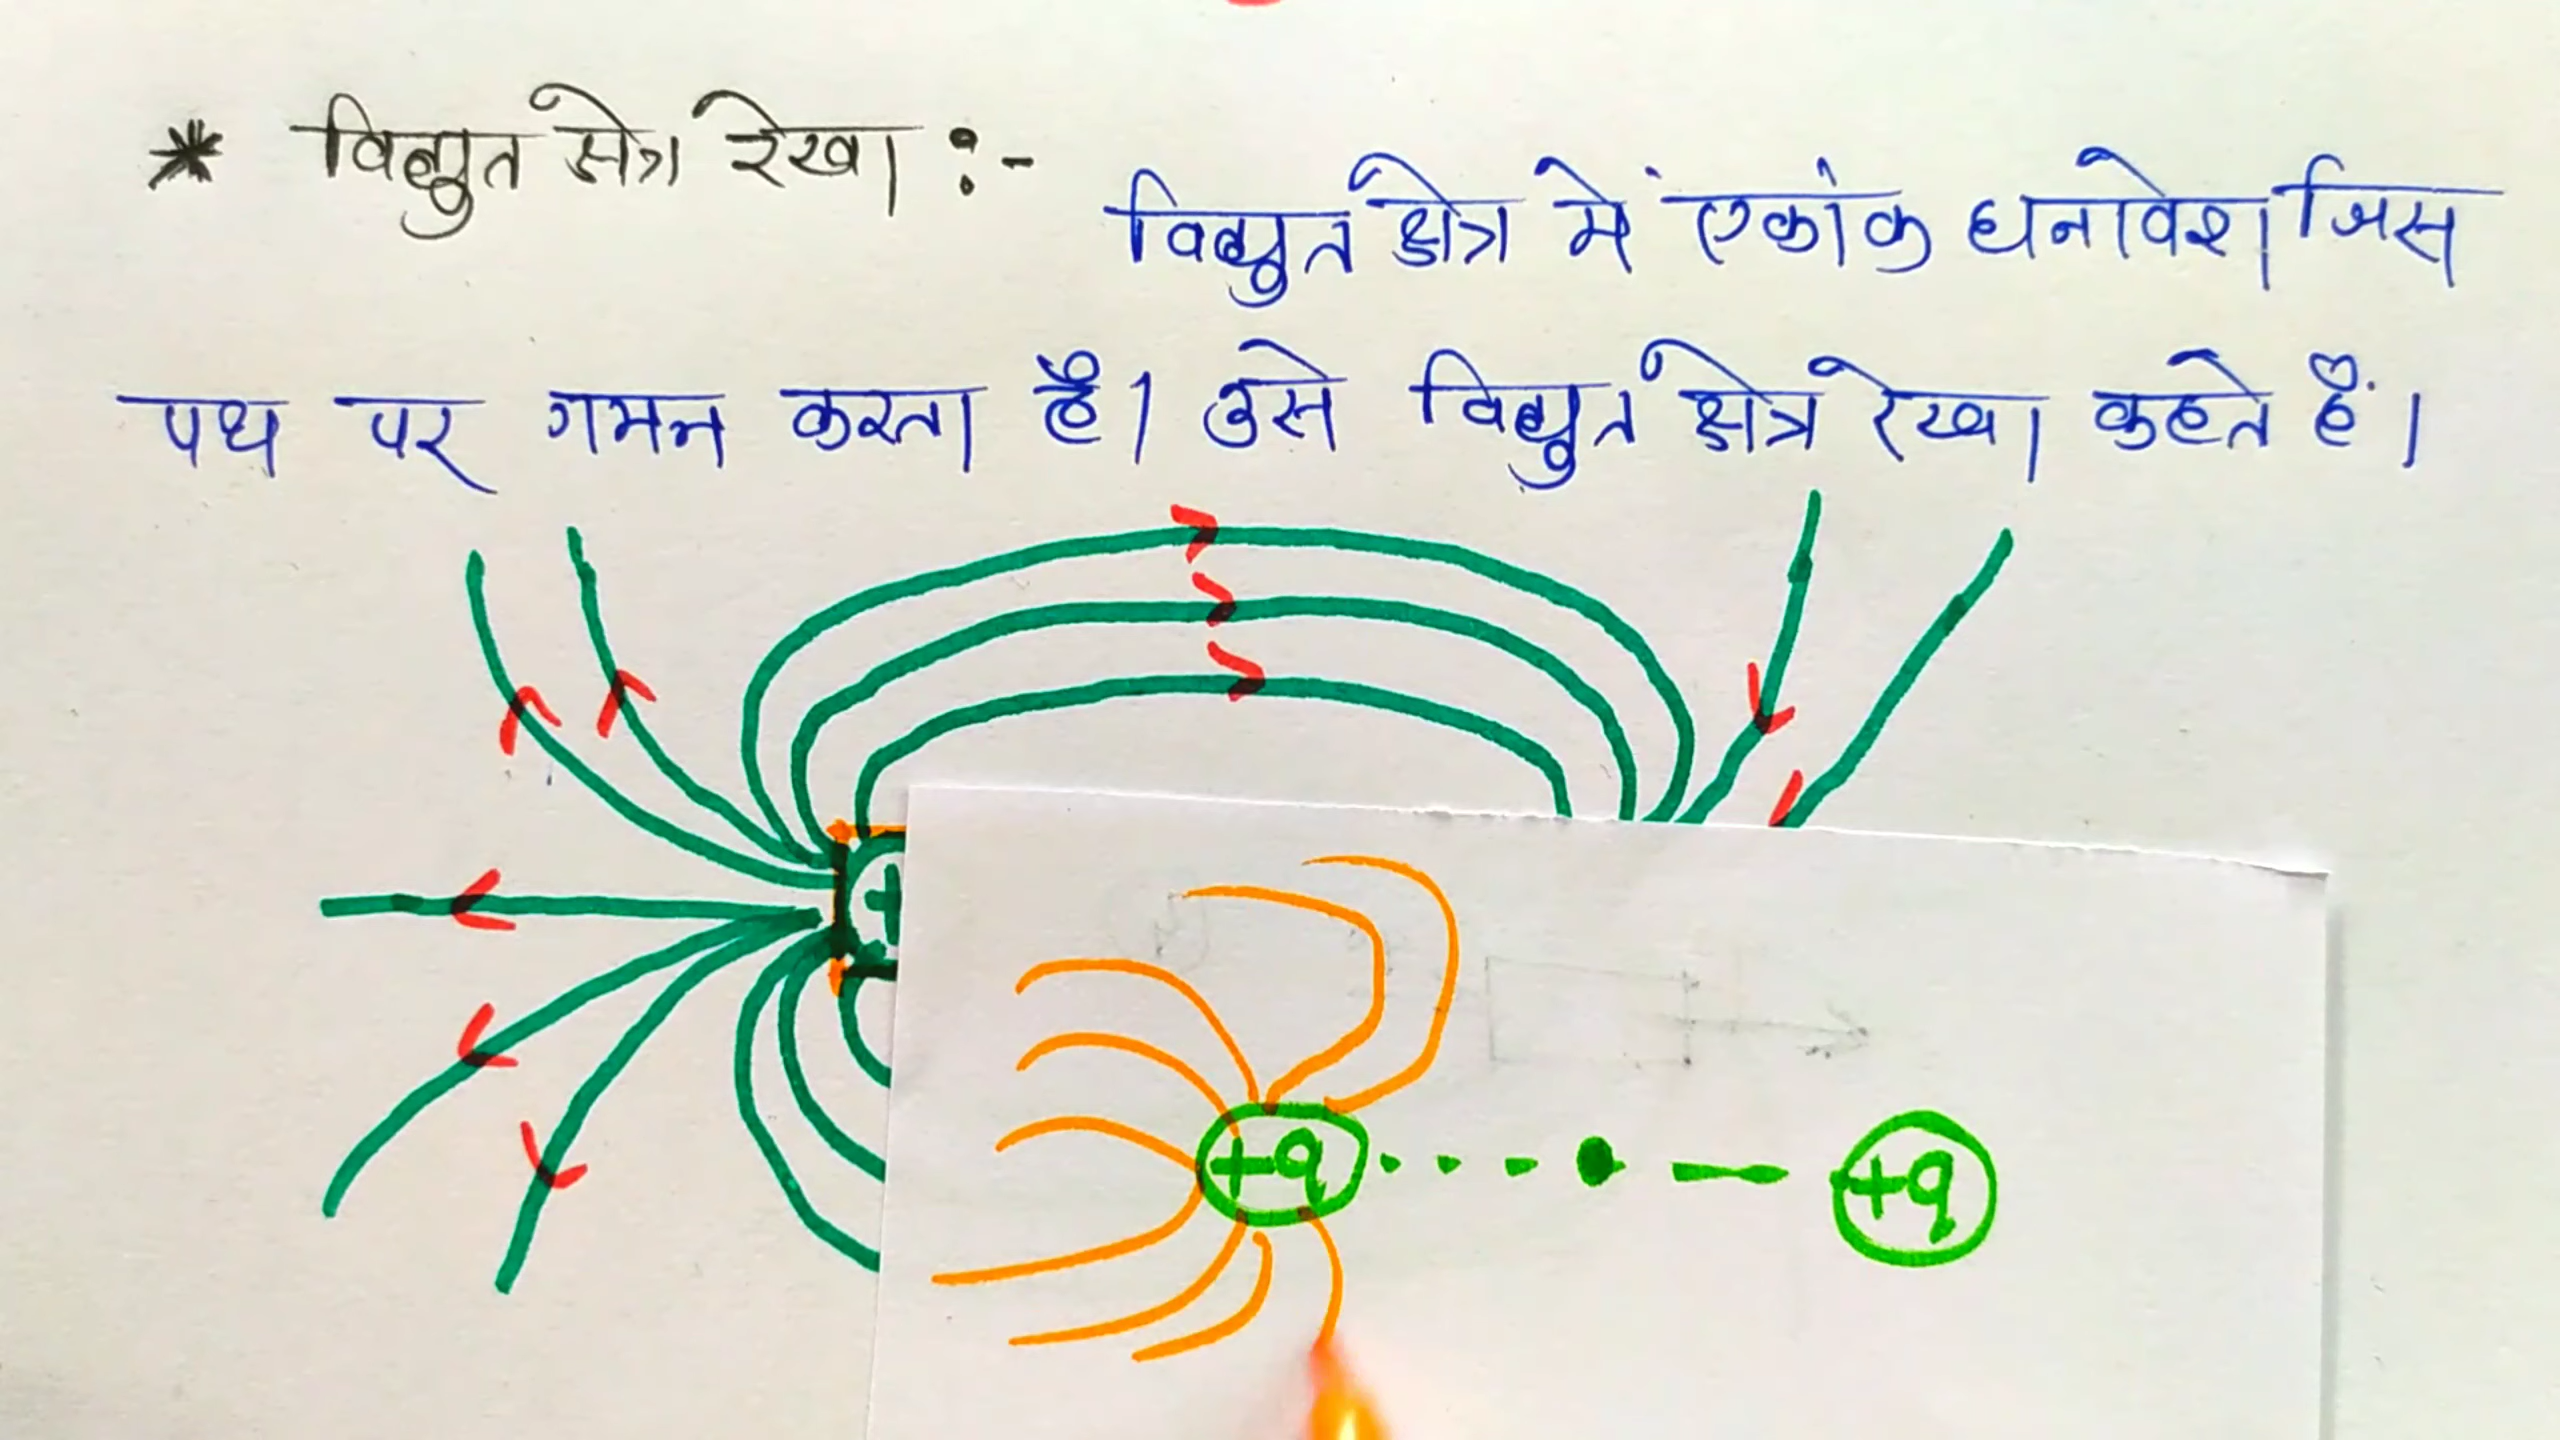 * विद्युत क्षेत्र रेखा :-
विद्युत क्षेत्र में एकांक धनावेश जिस
पथ पर गमन करता है। उसे विद्युत क्षेत्र रेखा कहते हैं।
+
+q
+q